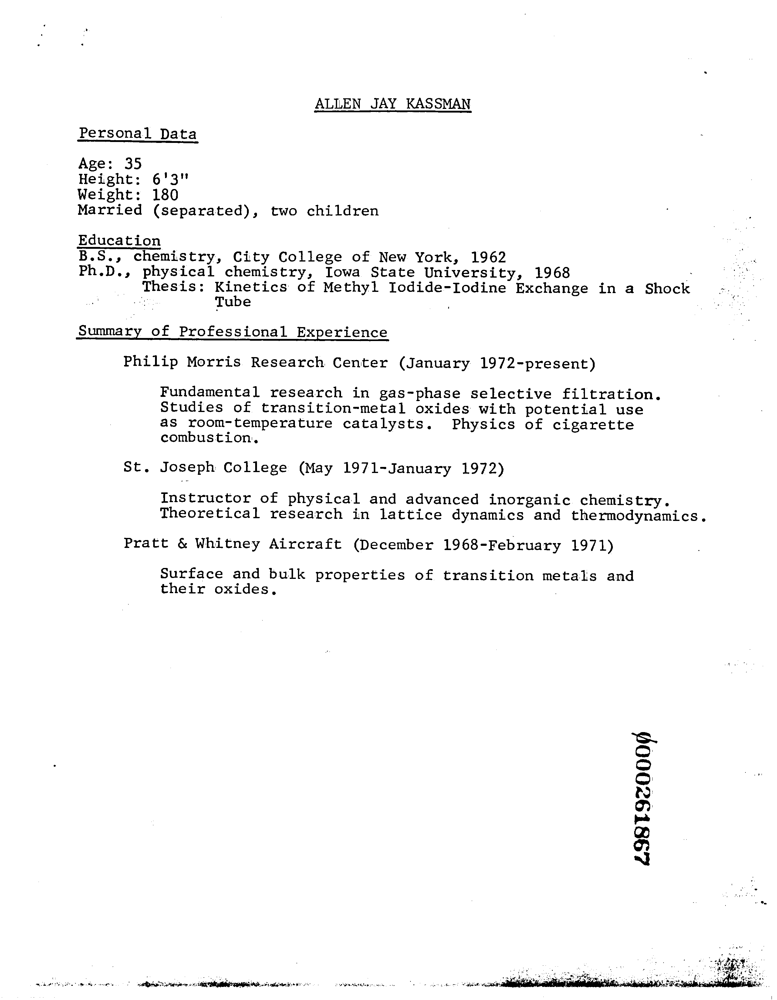 ALLEN JAY KASSMAN
Personal Data
Age: 35
Height: 6'3"
Weight: 180
Married (separated), two children
Education
B.S., chemistry, City College of New York, 1962
Ph.D., physical chemistry, Iowa State University, 1968
Thesis: Kinetics of Methyl Iodide-Iodine Exchange in a Shock
Tube
Summary of Professional Experience
Philip Morris Research Center (January 1972-present)
Fundamental research in gas-phase selective filtration.
Studies of transition-metal oxides with potential use
as room-temperature catalysts. Physics of cigarette
combustion.
St. Joseph College (May 1971-January 1972)
Instructor of physical and advanced inorganic chemistry.
Theoretical research in lattice dynamics and thermodynamics.
Pratt & Whitney Aircraft (December 1968-February 1971)
Surface and bulk properties of transition metals and
their oxides.
0000261867